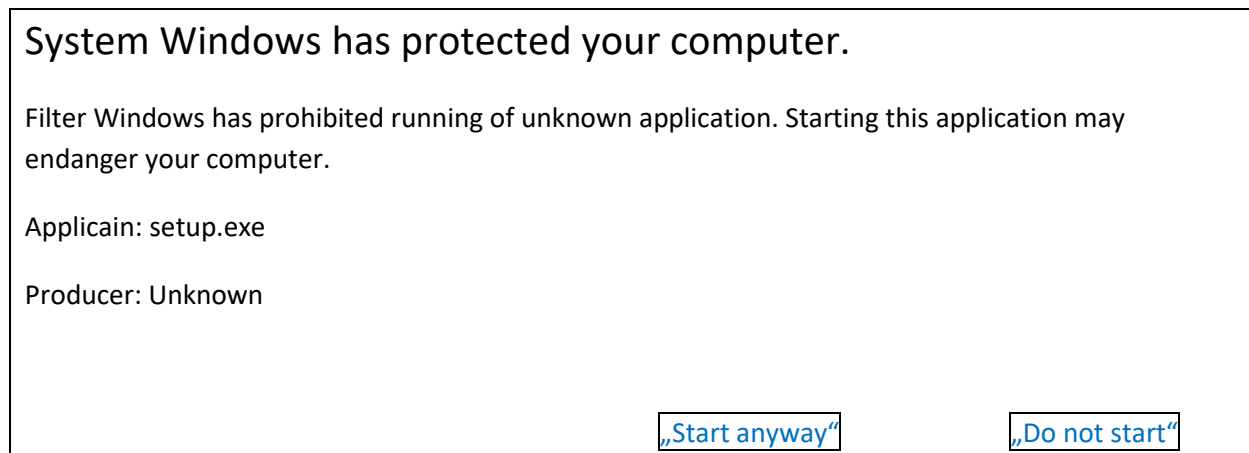 System Windows has protected your computer.
Filter Windows has prohibited running of unknown application. Starting this application may
endanger your computer.
Applicain: setup.exe
Producer: Unknown
„Start anyway“ „Do not start“